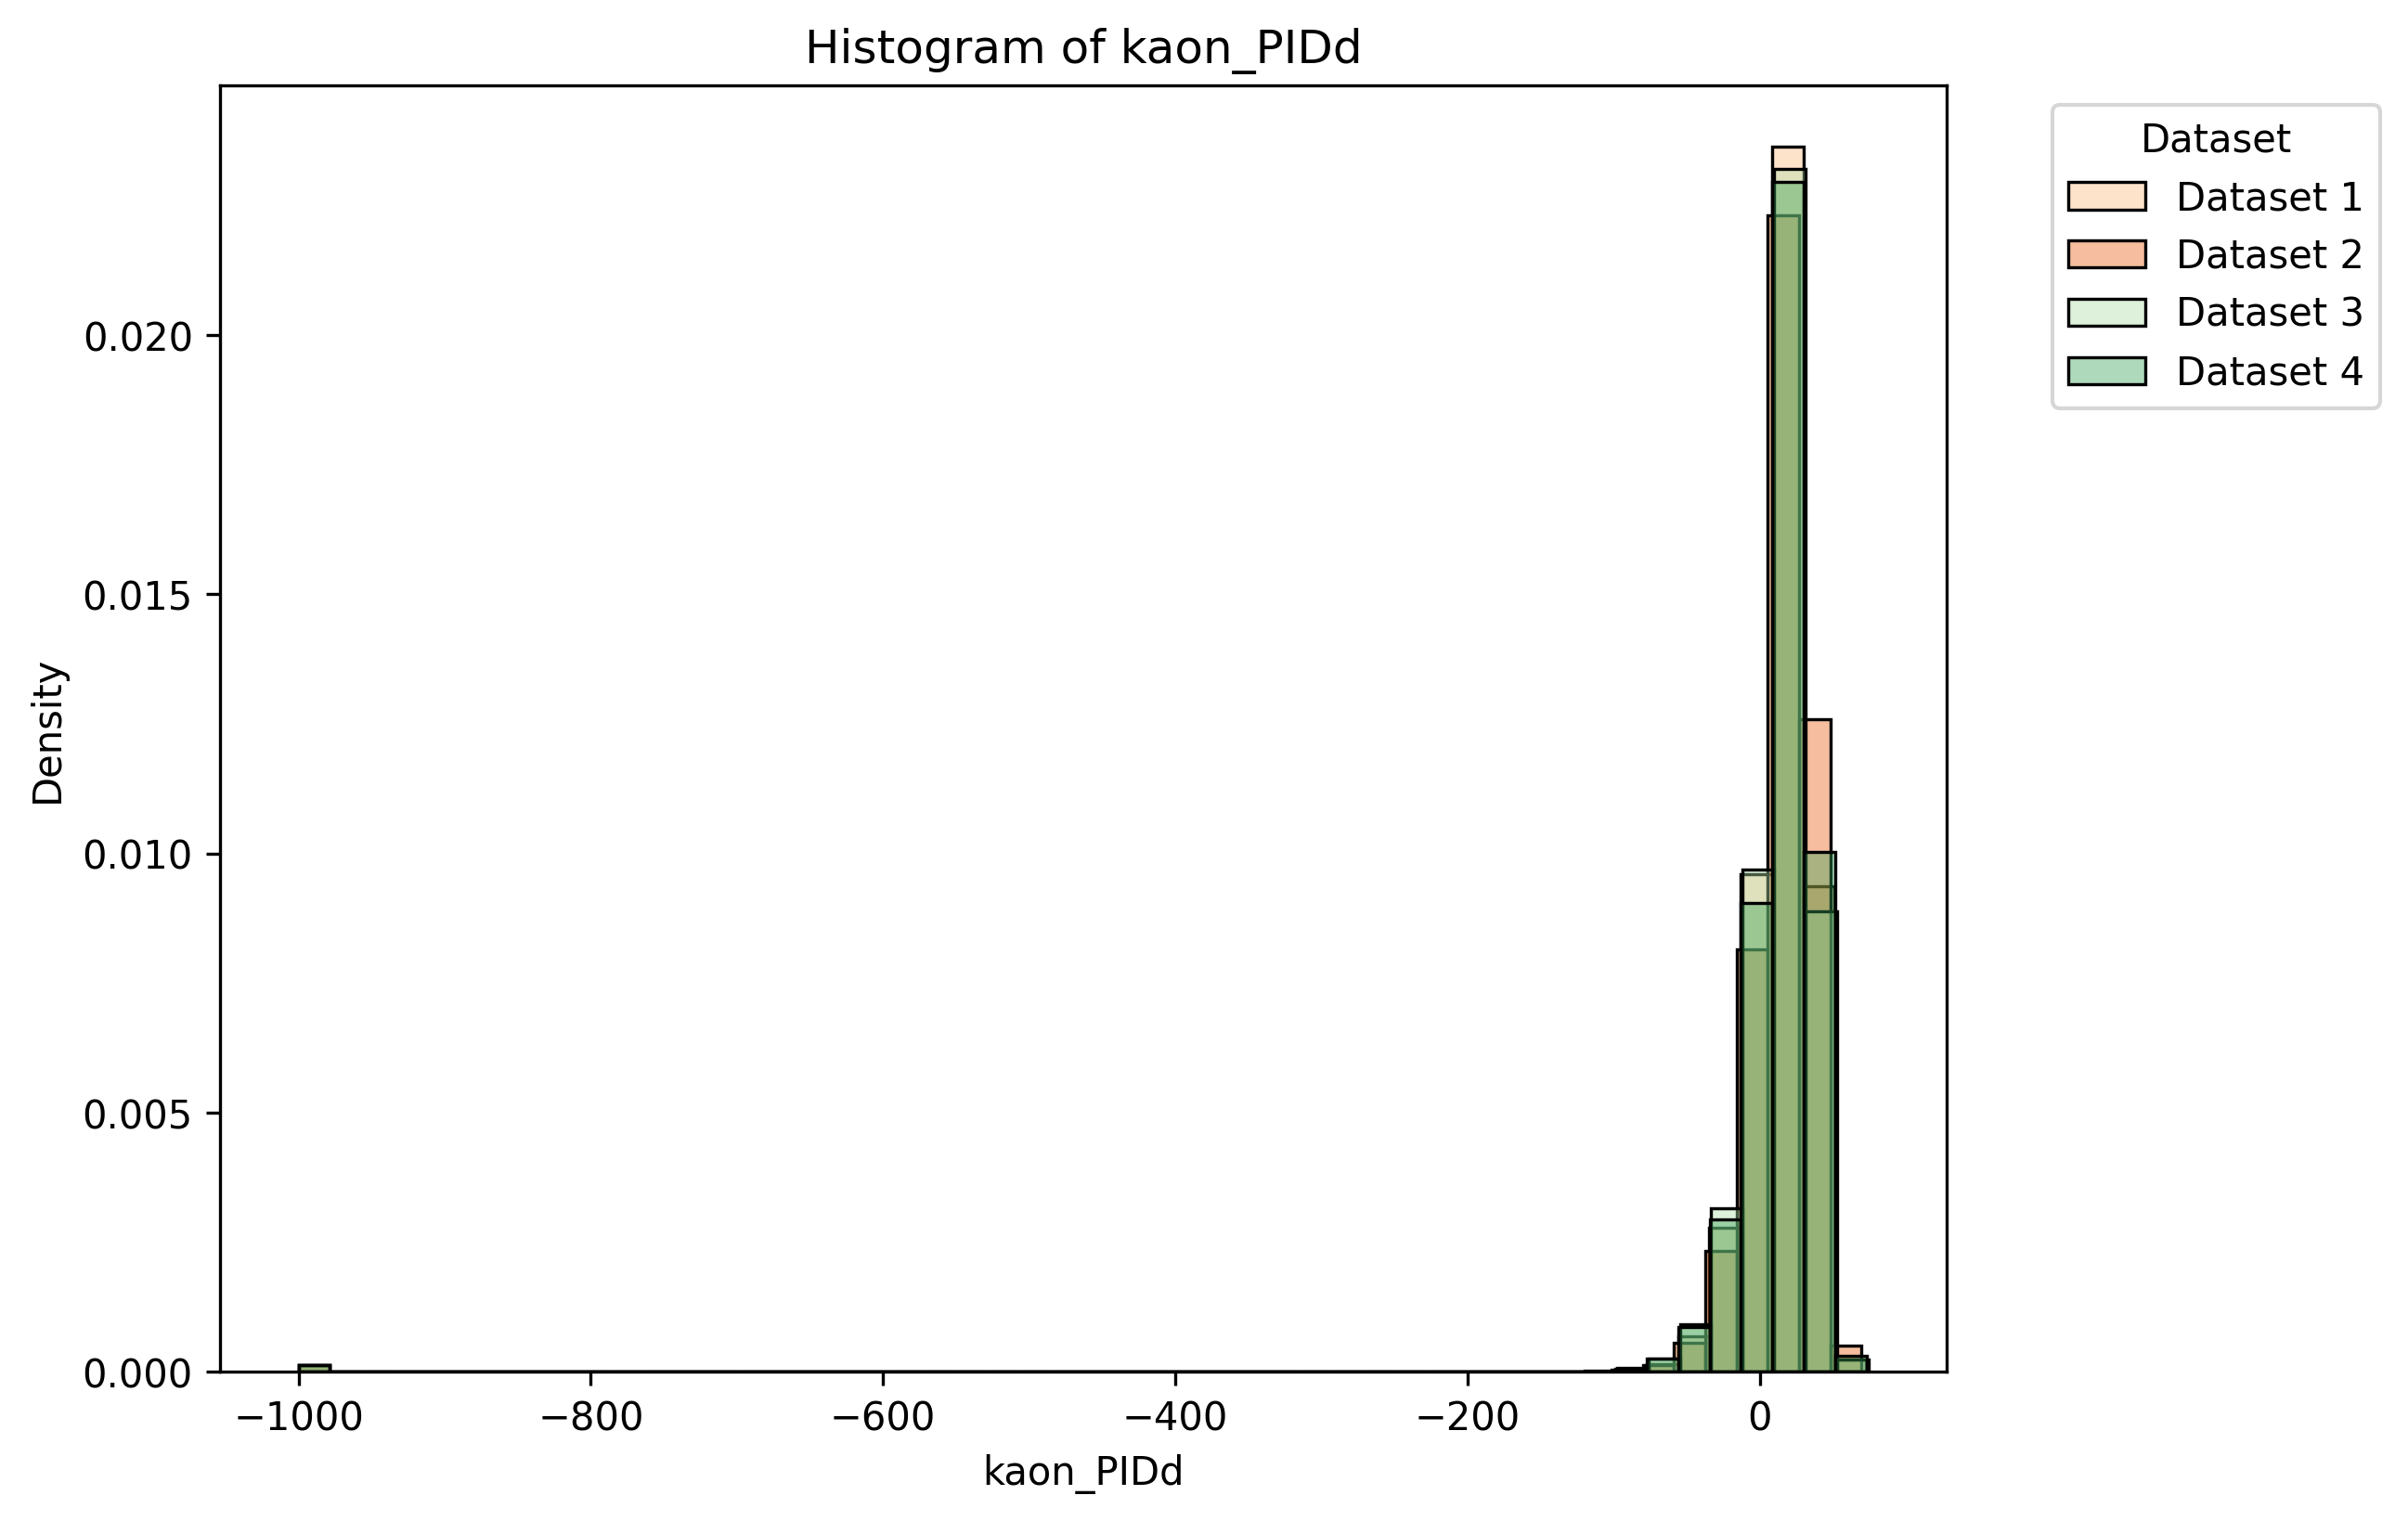 Histogram of kaon_PIDd
Dataset
Dataset 1
Dataset 2
Dataset 3
Dataset 4
Density
0.020
0.015
0.010
0.005
0.000
−1000 −800 −600 −400 −200 0
kaon_PIDd